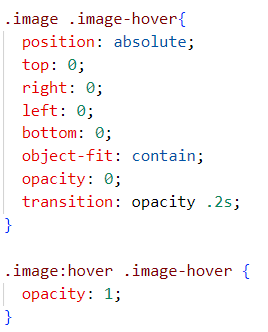 .image .image-hover{
  position: absolute;
  top: 0;
  right: 0;
  left: 0;
  bottom: 0;
  object-fit: contain;
  opacity: 0;
  transition: opacity .2s;
}

.image:hover .image-hover {
  opacity: 1;
}